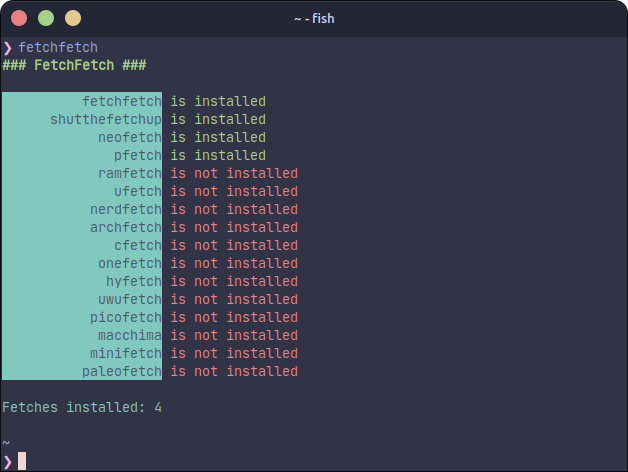 ~ - fish
❯ fetchfetch
### FetchFetch ###
fetchfetch is installed
shutthefetchup is installed
neofetch is installed
pfetch is installed
ramfetch is not installed
ufetch is not installed
nerdfetch is not installed
archfetch is not installed
cfetch is not installed
onefetch is not installed
hyfetch is not installed
uwufetch is not installed
picofetch is not installed
macchima is not installed
minifetch is not installed
paleofetch is not installed
Fetches installed: 4
~
❯